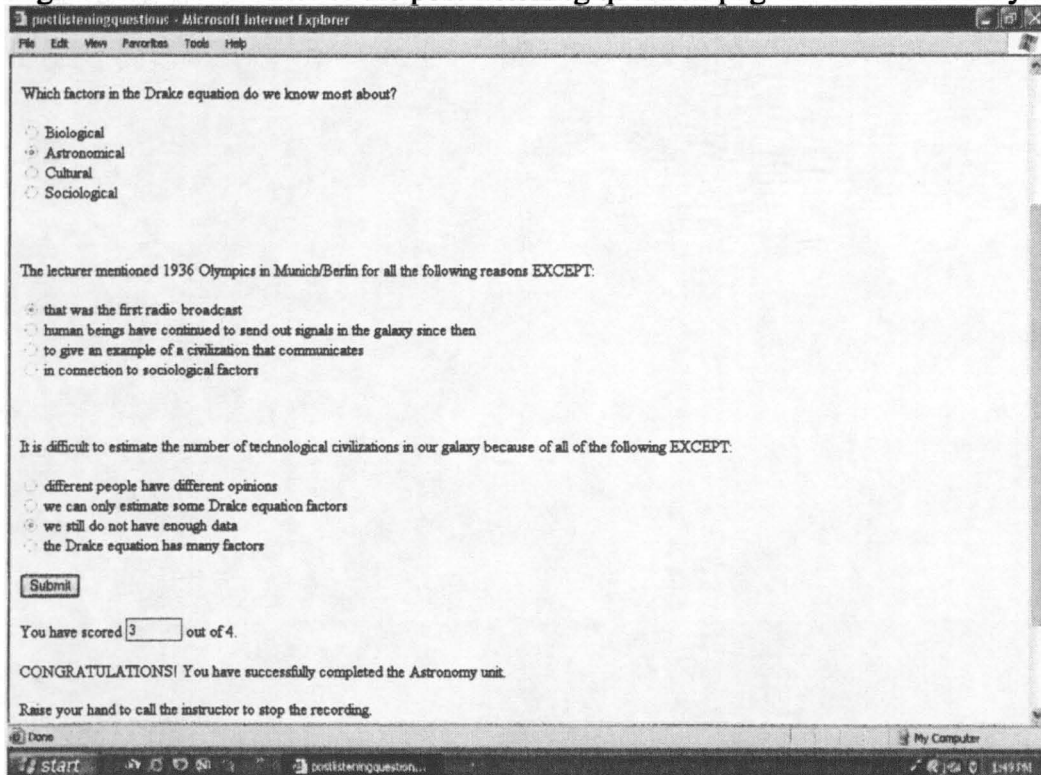 postlisteningquestions - Microsoft Internet Explorer
File Edit View Favorites Tools Help
Which factors in the Drake equation do we know most about?
Biological
Astronomical
Cultural
Sociological
The lecturer mentioned 1936 Olympics in Munich/Berlin for all the following reasons EXCEPT:
that was the first radio broadcast
human beings have continued to send out signals in the galaxy since then
to give an example of a civilization that communicates
in connection to sociological factors
It is difficult to estimate the number of technological civilizations in our galaxy because of all of the following EXCEPT:
different people have different opinions
we can only estimate some Drake equation factors
we still do not have enough data
the Drake equation has many factors
Submit
You have scored 3 out of 4.
CONGRATULATIONS! You have successfully completed the Astronomy unit.
Raise your hand to call the instructor to stop the recording.
Done My Computer
start postlisteningquestion... 1:49 PM